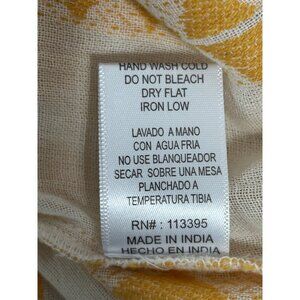 HAND WASH COLD
DO NOT BLEACH
DRY FLAT
IRON LOW
LAVADO A MANO
CON AGUA FRIA
NO USE BLANQUEADOR
SECAR SOBRE UNA MESA
PLANCHADO A
TEMPERATURA TIBIA
RN# : 113395
MADE IN INDIA
HECHO EN INDIA